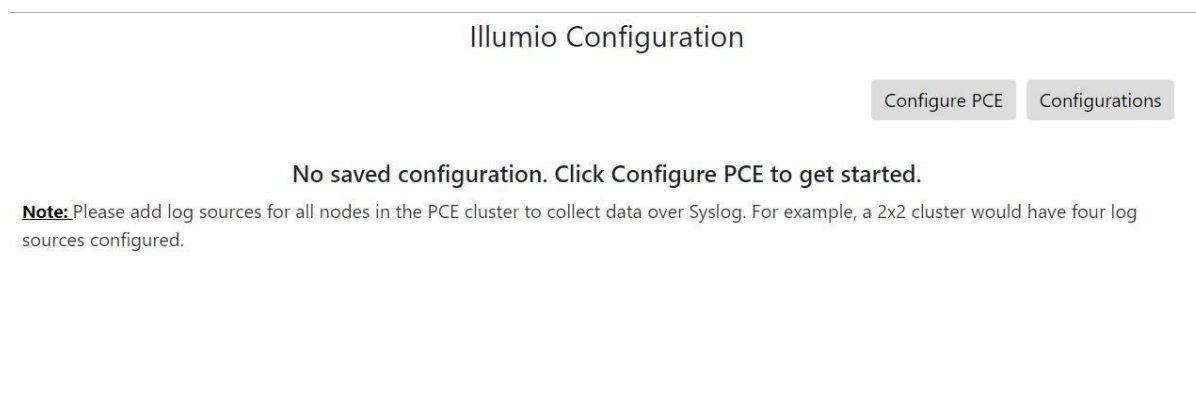 Illumio Configuration
Configure PCE Configurations
No saved configuration. Click Configure PCE to get started.
Note: Please add log sources for all nodes in the PCE cluster to collect data over Syslog. For example, a 2x2 cluster would have four log
sources configured.